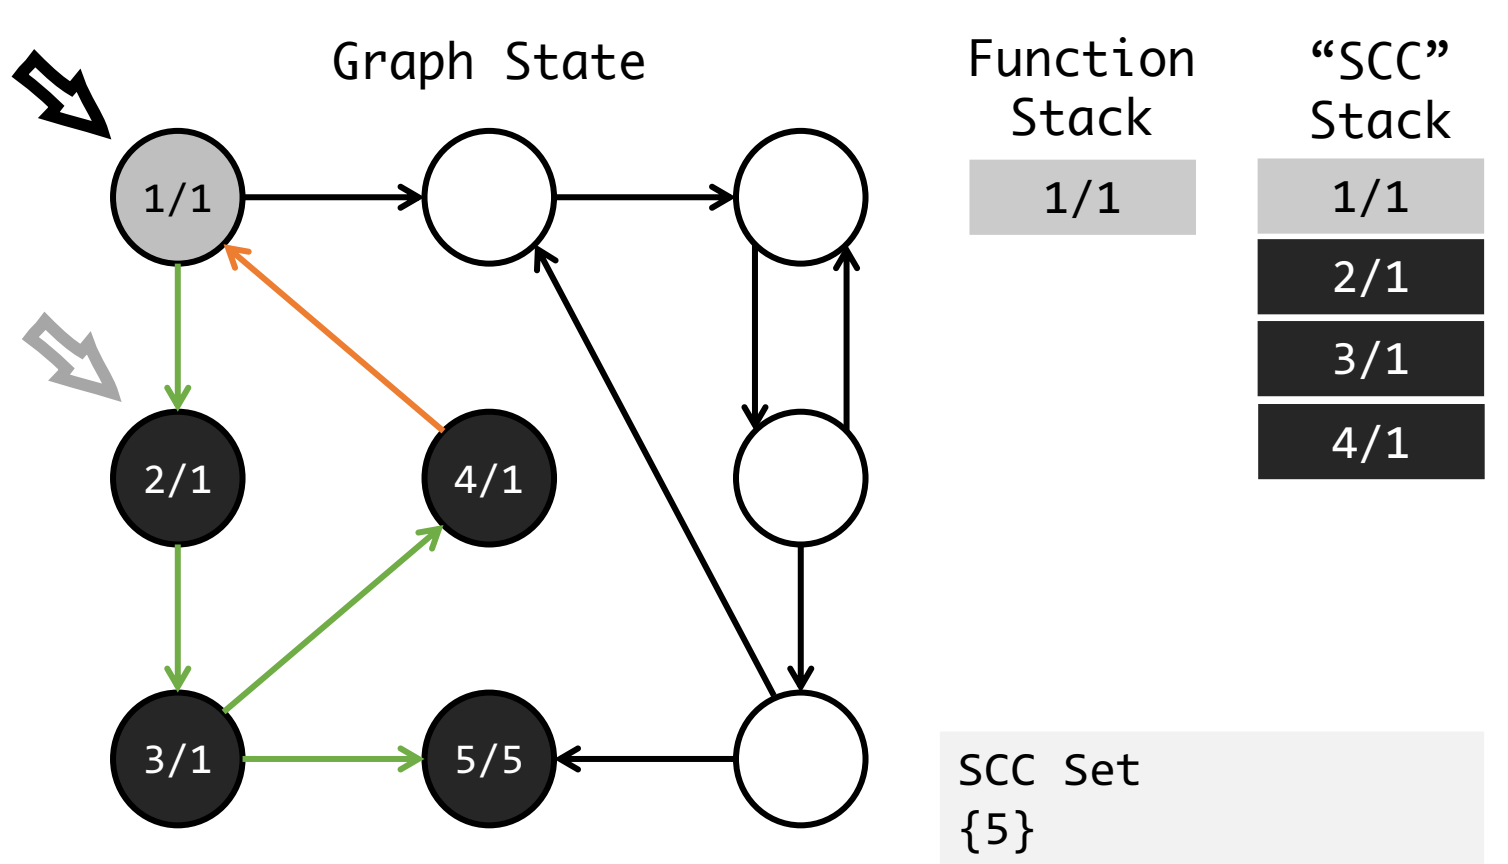 Graph State
Function
Stack
“SCC”
Stack
1/1
1/1
1/1
2/1
3/1
4/1
2/1
4/1
3/1
5/5
SCC Set
{5}